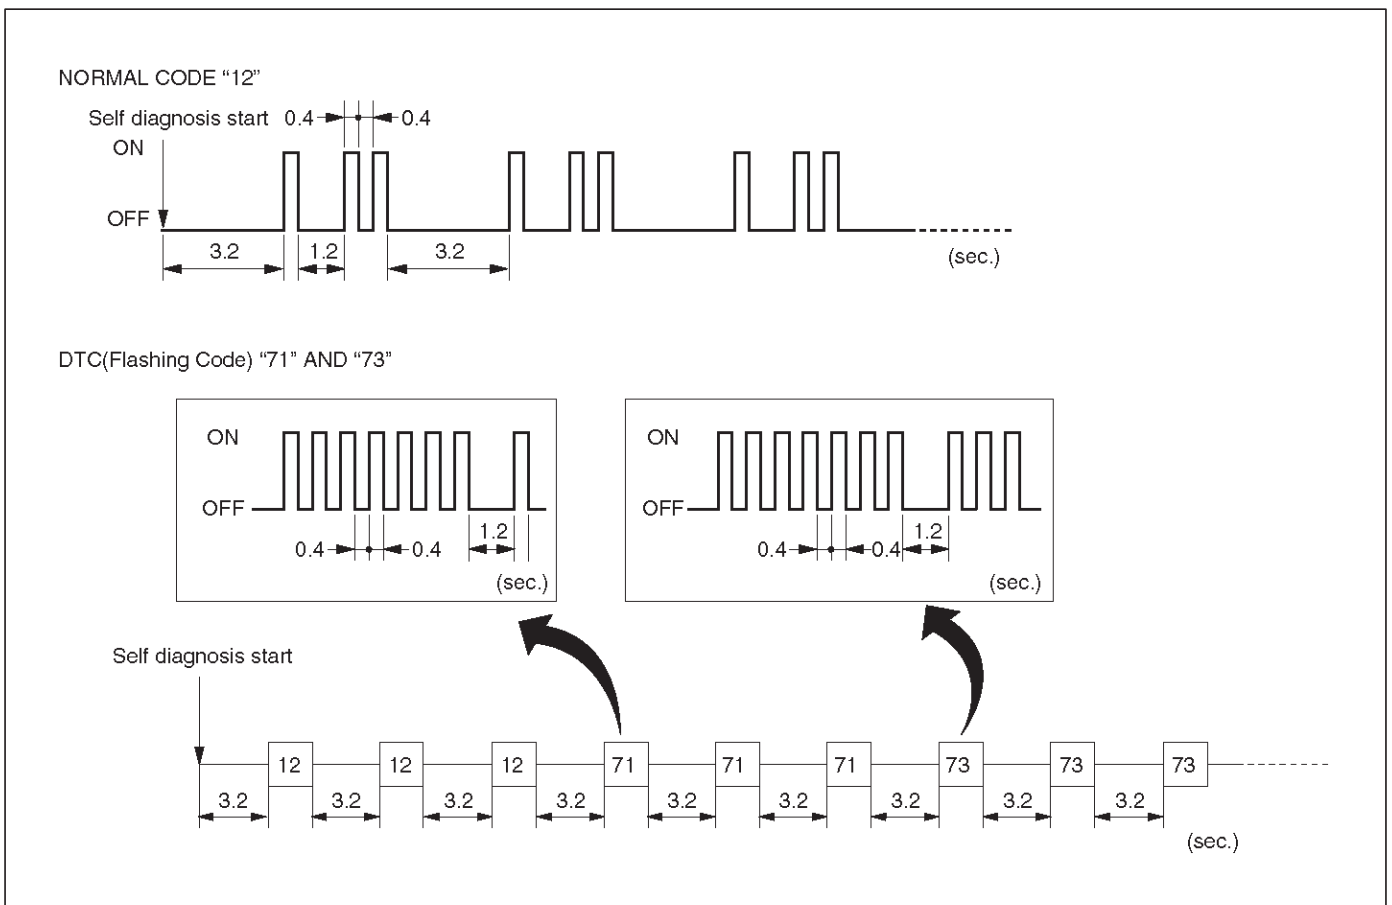 NORMAL CODE “12”
Self diagnosis start 0.4 0.4
ON
OFF
3.2 1.2 3.2
(sec.)
DTC(Flashing Code) “71” AND “73”
ON ON
OFF OFF
1.2 1.2
0.4 0.4 0.4 0.4
(sec.) (sec.)
Self diagnosis start
12 12 12 71 71 71 73 73 73
3.2 3.2 3.2 3.2 3.2 3.2 3.2 3.2 3.2
(sec.)